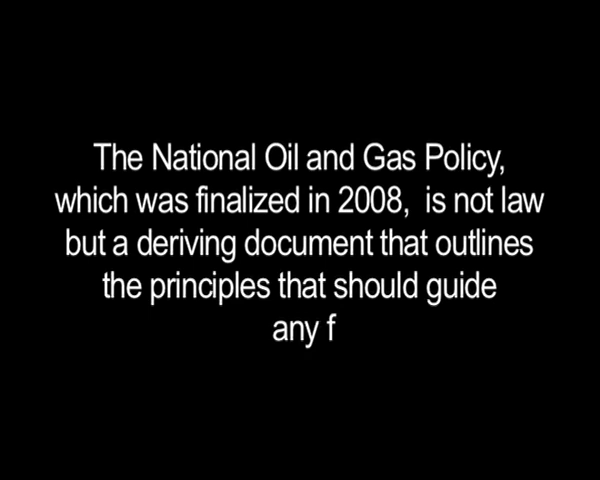 The National Oil and Gas Policy,
which was finalized in 2008,  is not law
but a deriving document that outlines
the principles that should guide
any f